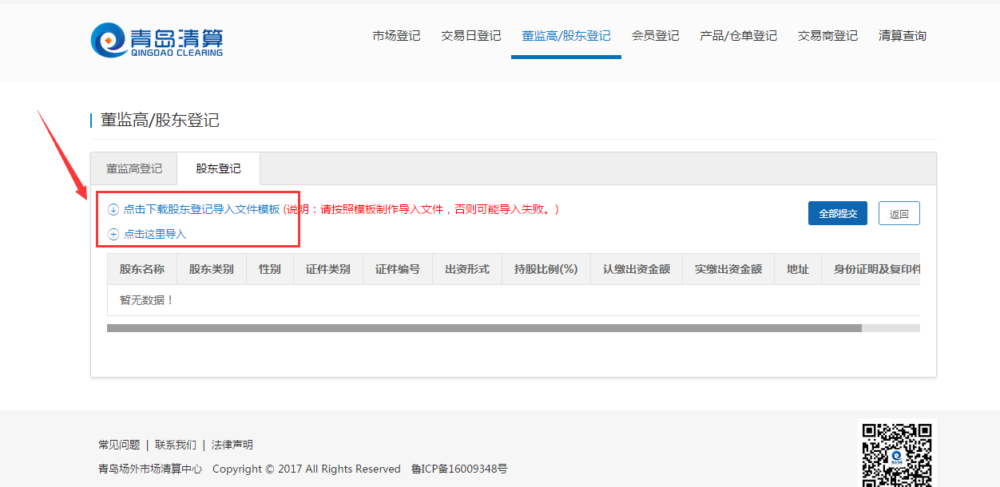 青岛清算
QINGDAO CLEARING
市场登记 交易日登记 董监高/股东登记 会员登记 产品/仓单登记 交易商登记 清算查询
董监高/股东登记
董监高登记 股东登记
点击下载股东登记导入文件模板 (说明：请按照模板制作导入文件，否则可能导入失败。)
全部提交 返回
点击这里导入
股东名称 股东类别 性别 证件类别 证件编号 出资形式 持股比例(%) 认缴出资金额 实缴出资金额 地址 身份证明及复印件
暂无数据！
常见问题 | 联系我们 | 法律声明
青岛场外市场清算中心 Copyright © 2017 All Rights Reserved 鲁ICP备16009348号